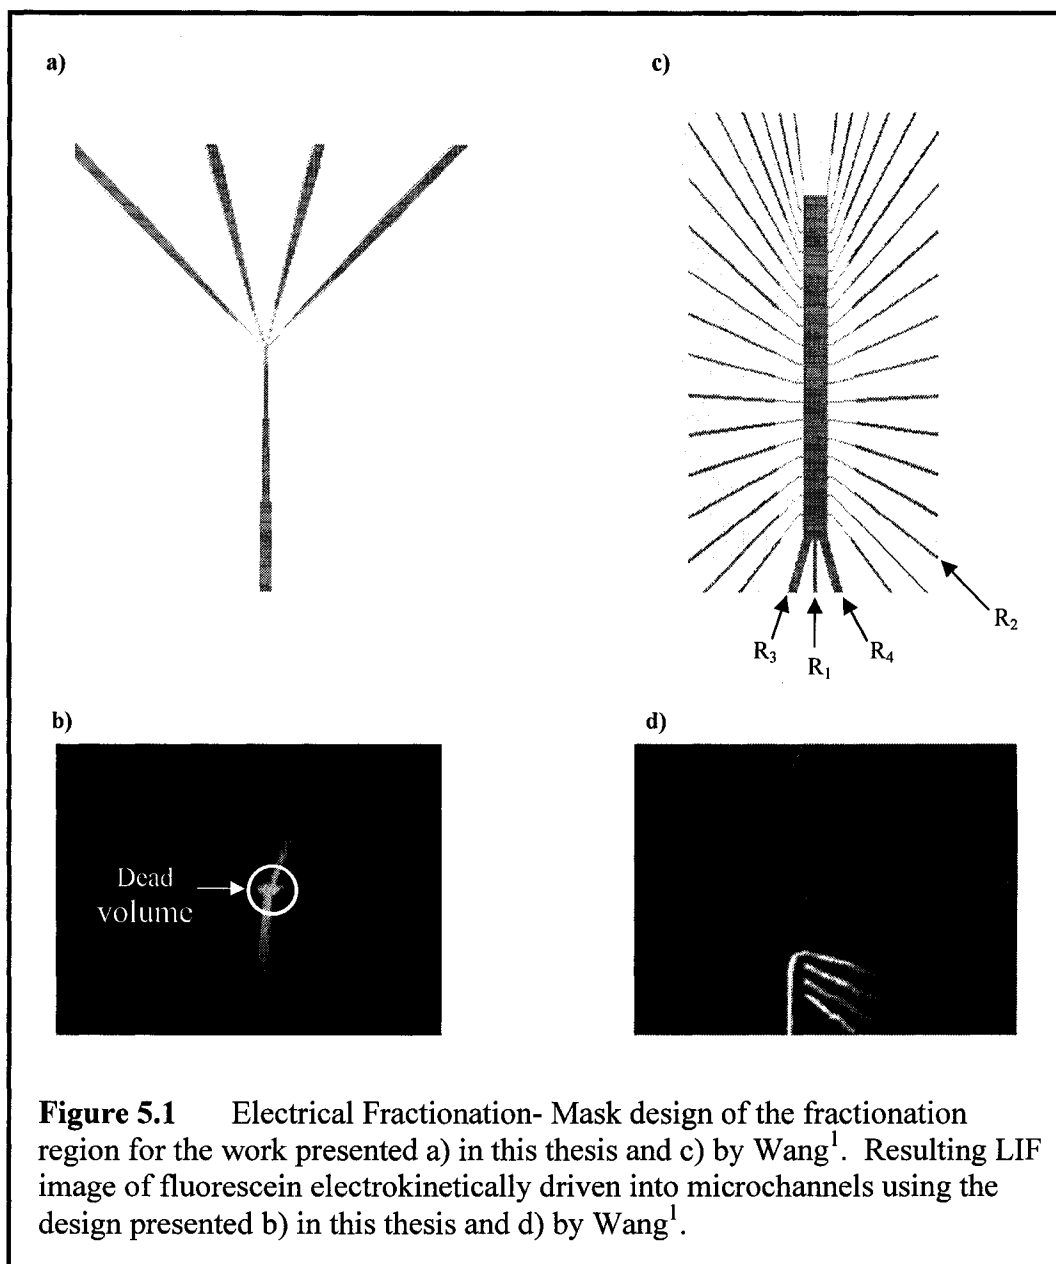 a)
c)
R₂
R₃
R₁
R₄
b)
d)
Dead
volume
Figure 5.1 Electrical Fractionation- Mask design of the fractionation
region for the work presented a) in this thesis and c) by Wang¹. Resulting LIF
image of fluorescein electrokinetically driven into microchannels using the
design presented b) in this thesis and d) by Wang¹.